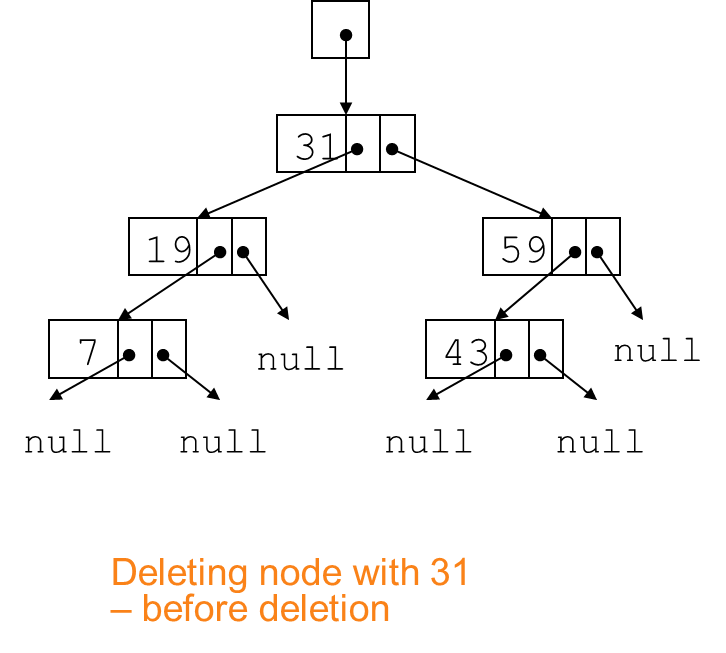 31
19
59
7
null
43
null
null
null
null
null
Deleting node with 31
– before deletion